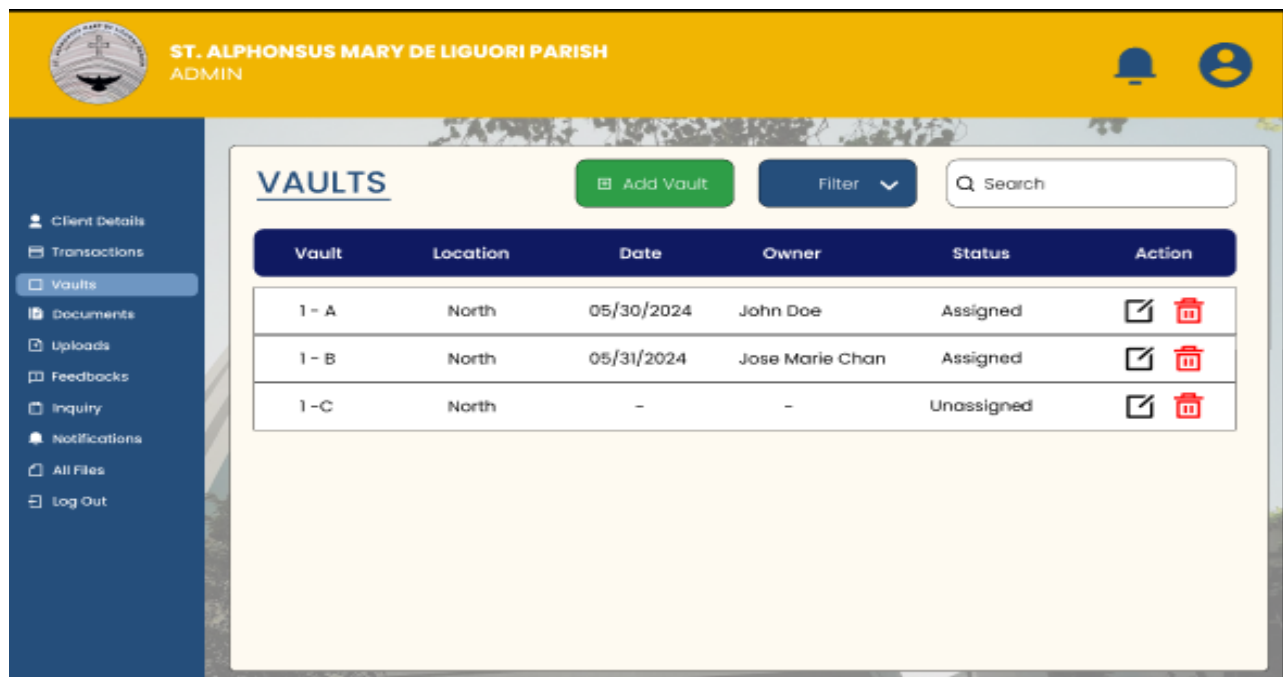 ST. ALPHONSUS MARY DE LIGUORI PARISH
ADMIN
Client Details
Transactions
Vaults
Documents
Uploads
Feedbacks
Inquiry
Notifications
All Files
Log Out
VAULTS
Add Vault
Filter
Search
Vault Location Date Owner Status Action
1 - A North 05/30/2024 John Doe Assigned
1 - B North 05/31/2024 Jose Marie Chan Assigned
1 -C North - - Unassigned